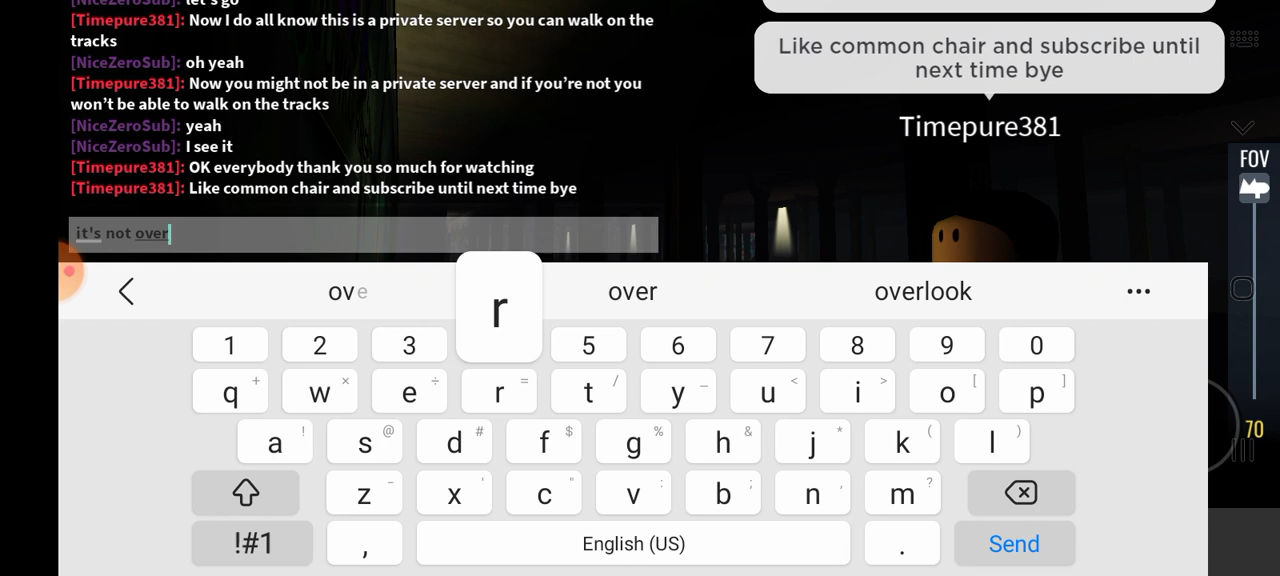 [NiceZeroSub]: let's go
[Timepure381]: Now I do all know this is a private server so you can walk on the
tracks
[NiceZeroSub]: oh yeah
[Timepure381]: Now you might not be in a private server and if you’re not you
won’t be able to walk on the tracks
[NiceZeroSub]: yeah
[NiceZeroSub]: I see it
[Timepure381]: OK everybody thank you so much for watching
[Timepure381]: Like common chair and subscribe until next time bye
it's not over
Like common chair and subscribe until
next time bye
Timepure381
FOV
70
ove over overlook •••
r
1 2 3 5 6 7 8 9 0
q + w × e ÷ r = t / y _ u < i > o [ p ]
a ! s @ d # f $ g % h & j * k ( l )
z - x ' c " v : b ; n , m ?
!#1 , English (US) . Send